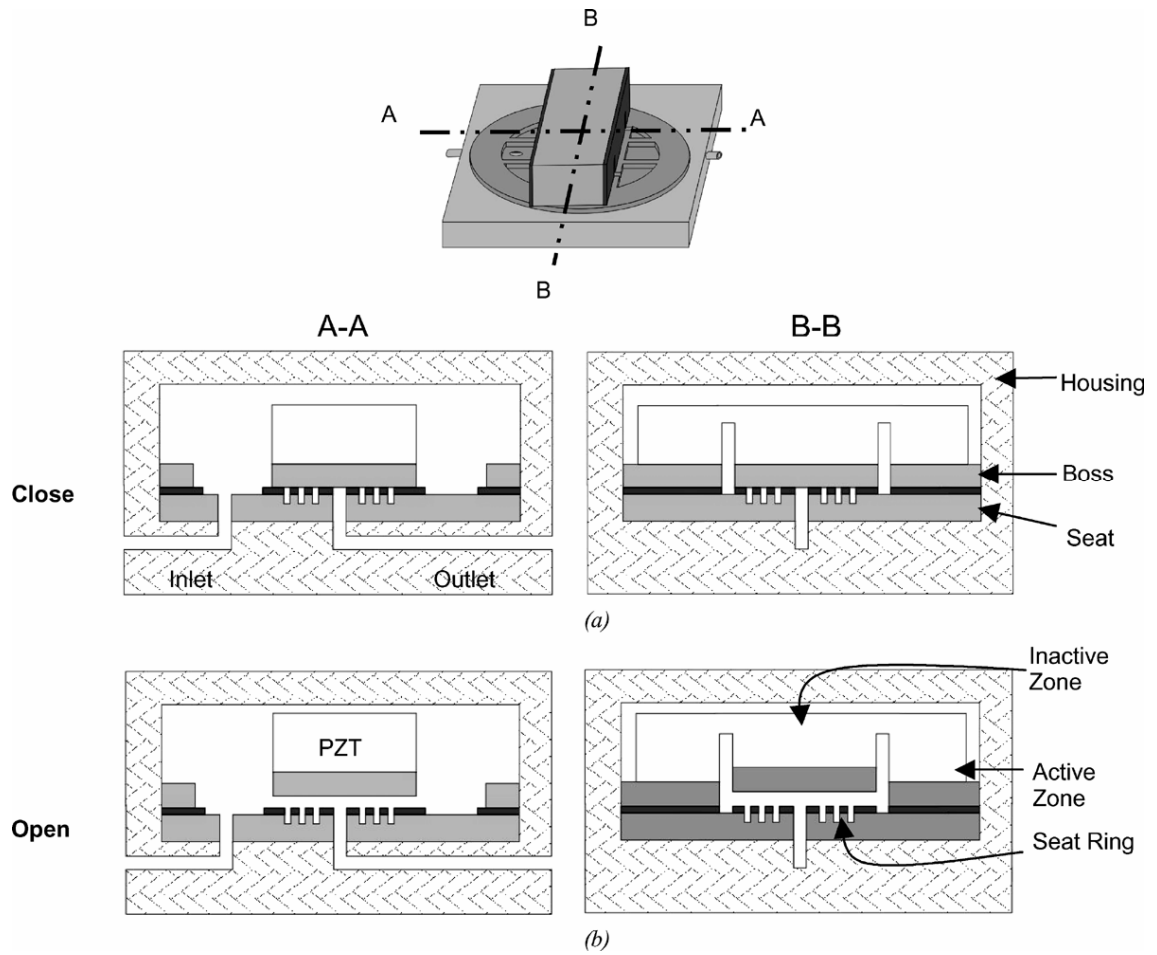 B
A
A
B
A-A
B-B
Housing
Boss
Close
Seat
Inlet
Outlet
(a)
Inactive
Zone
PZT
Active
Zone
Open
Seat Ring
(b)